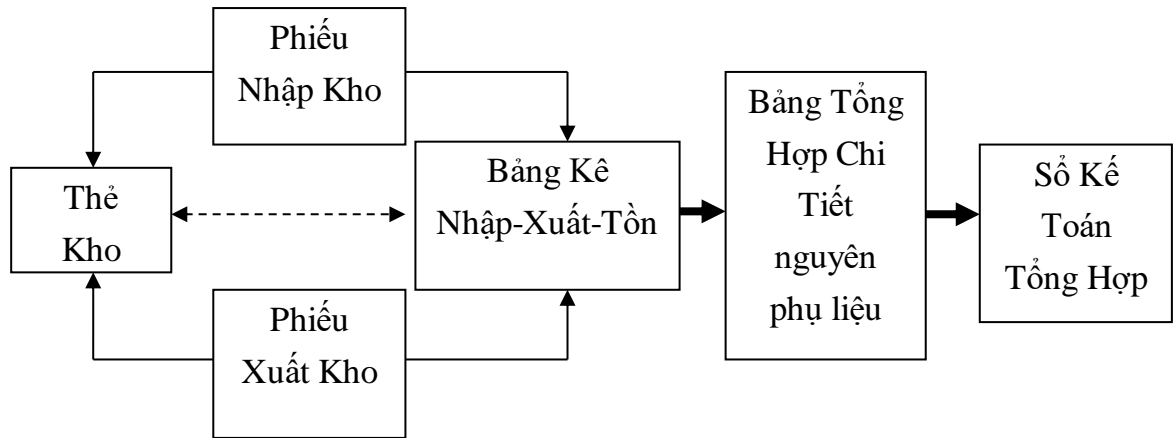 Phiếu
Nhập Kho
Thẻ
Kho
Phiếu
Xuất Kho
Bảng Kê
Nhập-Xuất-Tồn
Bảng Tổng
Hợp Chi
Tiết
nguyên
phụ liệu
Sổ Kế
Toán
Tổng Hợp